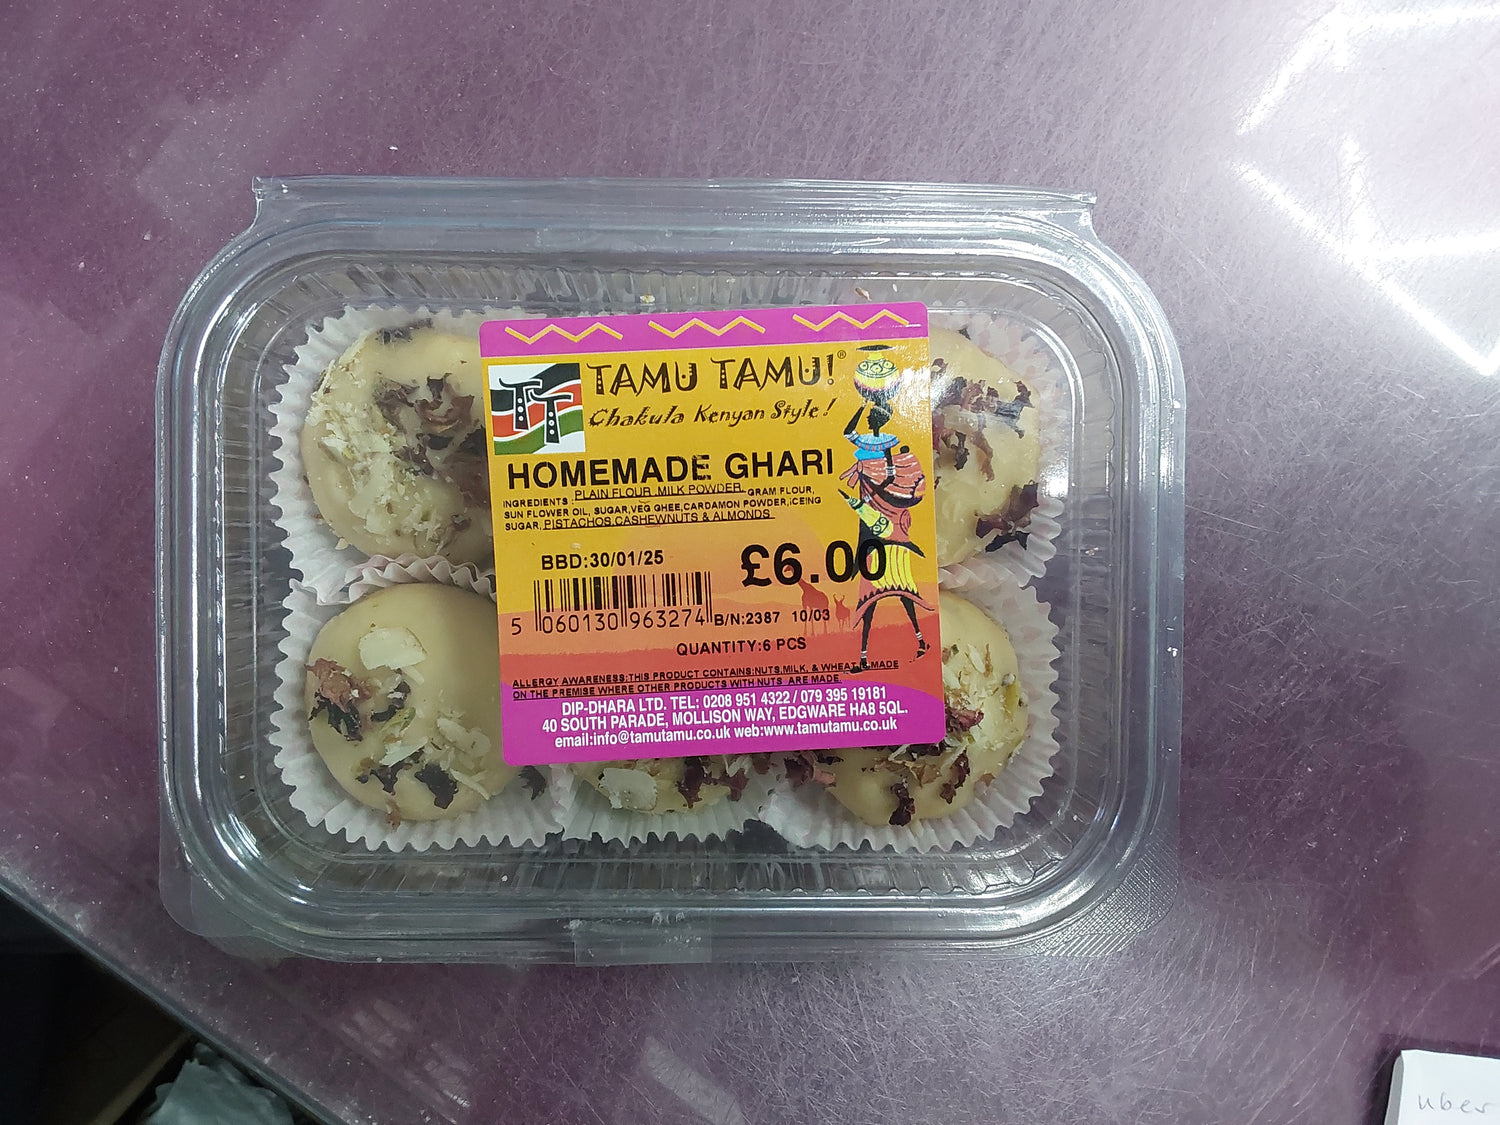 TAMU TAMU!®
TT
Chakula Kenyan Style!
HOMEMADE GHARI
INGREDIENTS :PLAIN FLOUR ,MILK POWDER, GRAM FLOUR,
SUN FLOWER OIL, SUGAR,VEG GHEE,CARDAMON POWDER,iCEING
SUGAR, PISTACHOS,CASHEWNUTS & ALMONDS
BBD:30/01/25
£6.00
5 060130 963274
B/N:2387 10/03
QUANTITY:6 PCS
ALLERGY AWARENESS:THIS PRODUCT CONTAINS:NUTS,MILK, & WHEAT,& MADE
ON THE PREMISE WHERE OTHER PRODUCTS WITH NUTS ARE MADE.
DIP-DHARA LTD. TEL: 0208 951 4322 / 079 395 19181
40 SOUTH PARADE, MOLLISON WAY, EDGWARE HA8 5QL.
email:info@tamutamu.co.uk web:www.tamutamu.co.uk
uber